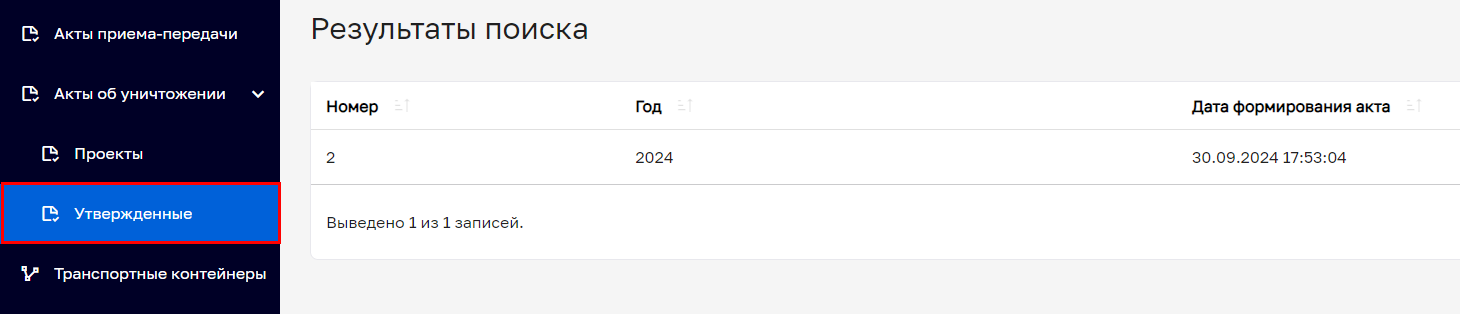 Акты приема-передачи
Акты об уничтожении
Проекты
Утвержденные
Транспортные контейнеры
Результаты поиска
Номер Год Дата формирования акта
2 2024 30.09.2024 17:53:04
Выведено 1 из 1 записей.